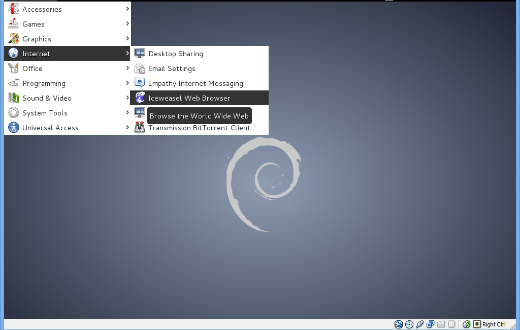 Accessories
Games
Graphics
Internet
Office
Programming
Sound & Video
System Tools
Universal Access
Desktop Sharing
Email Settings
Empathy Internet Messaging
Iceweasel Web Browser
Browse the World Wide Web
Transmission BitTorrent Client
Right Ctrl